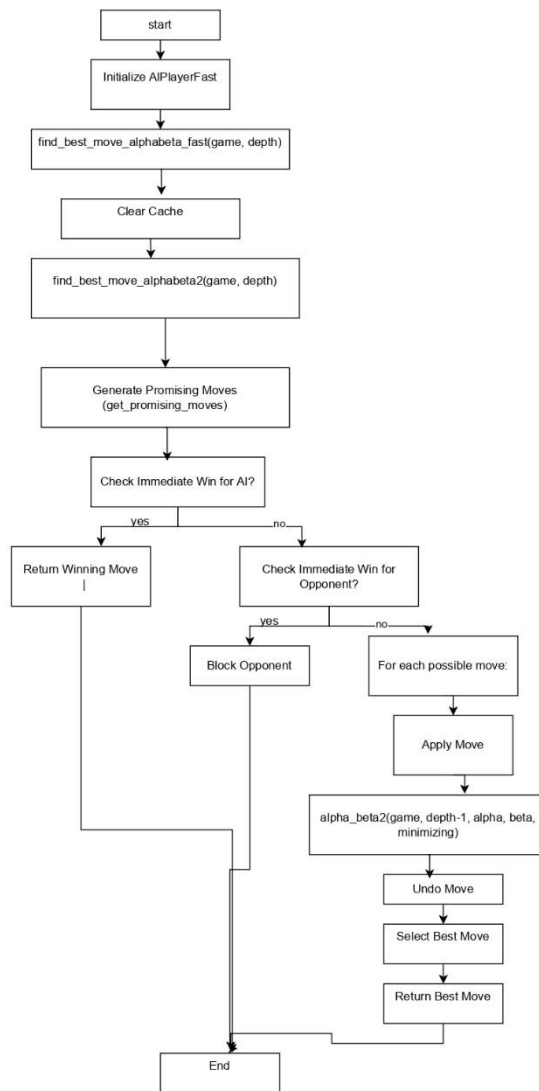 start
Initialize AIPlayerFast
find_best_move_alphabeta_fast(game, depth)
Clear Cache
find_best_move_alphabeta2(game, depth)
Generate Promising Moves
(get_promising_moves)
Check Immediate Win for AI?
yes
no
Return Winning Move
|
Check Immediate Win for
Opponent?
yes
no
Block Opponent
For each possible move:
Apply Move
alpha_beta2(game, depth-1, alpha, beta,
minimizing)
Undo Move
Select Best Move
Return Best Move
End